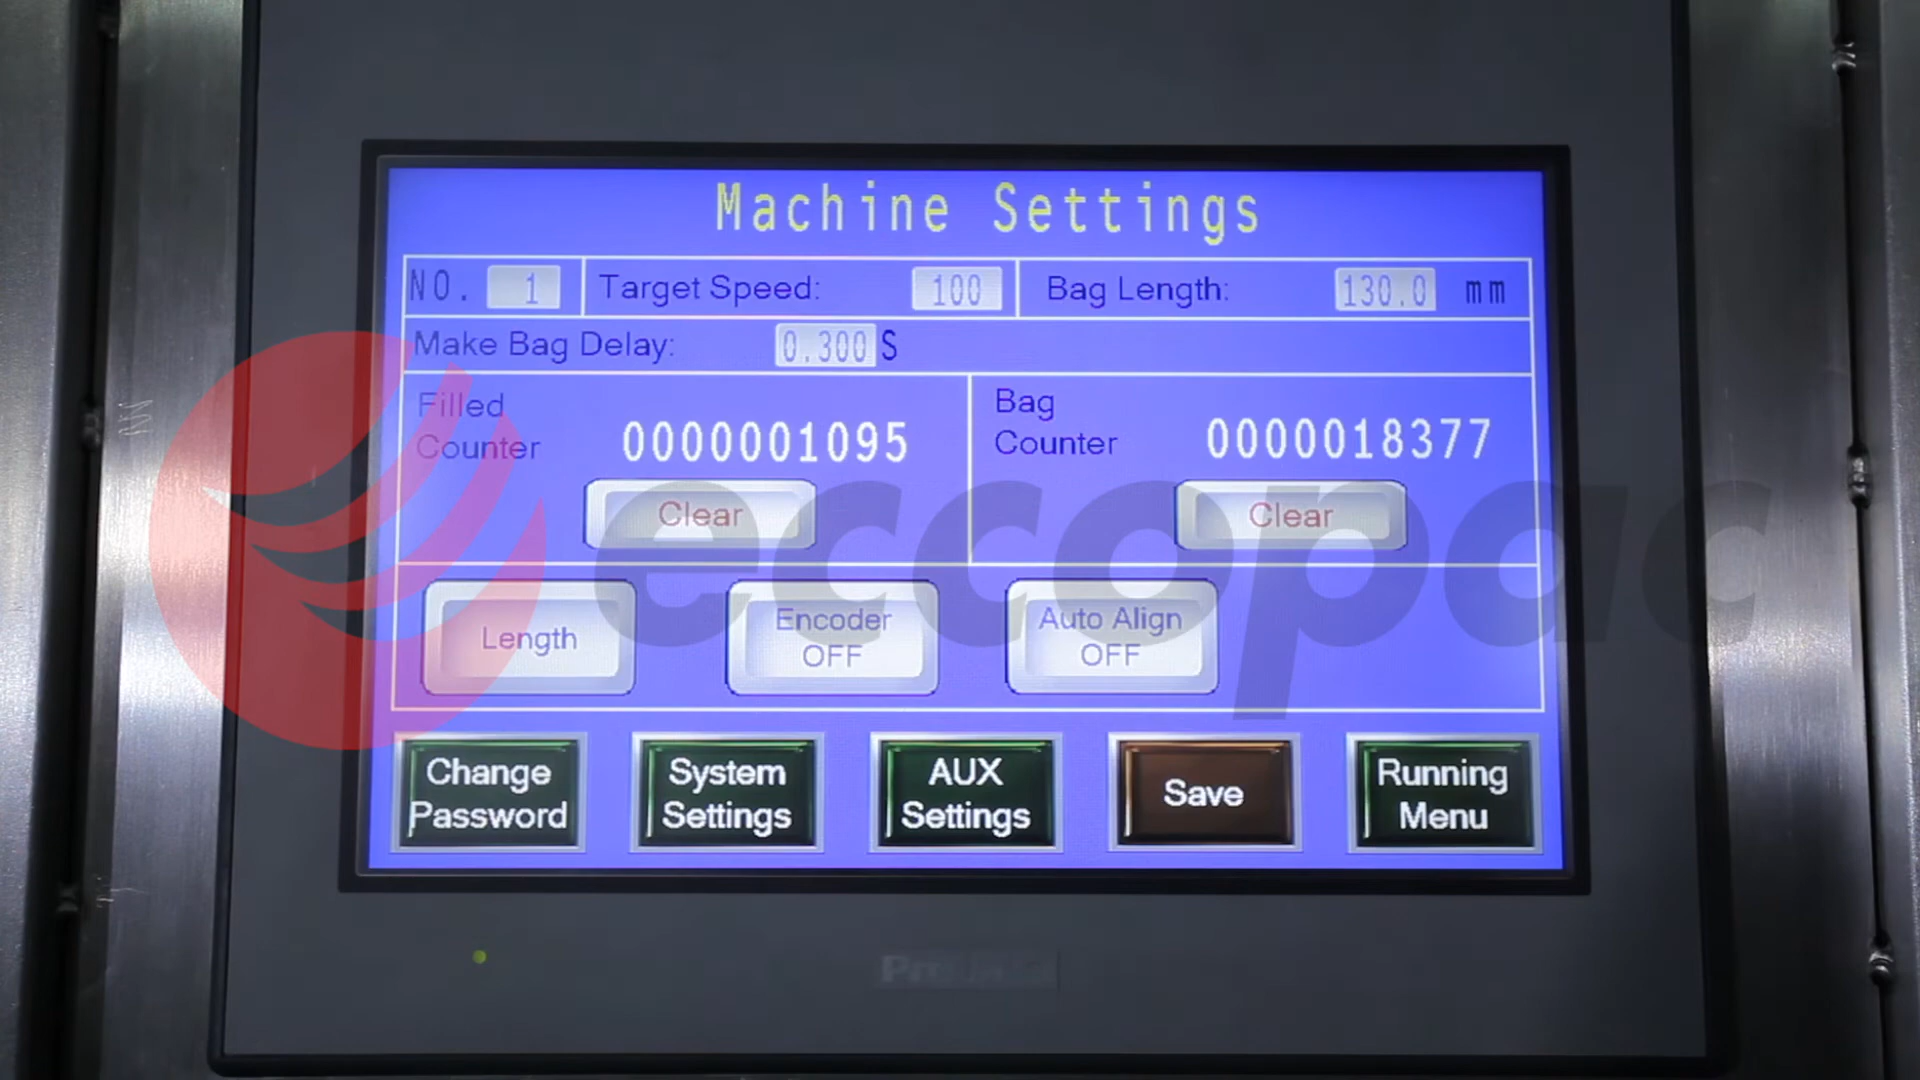 Machine Settings
NO. 1 Target Speed: 100 Bag Length: 130.0 mm
Make Bag Delay: 0.300 S
Filled Counter 0000001095
Bag Counter 0000018377
Clear Clear
Length
Encoder OFF
Auto Align OFF
eccopac
Change Password
System Settings
AUX Settings
Save
Running Menu